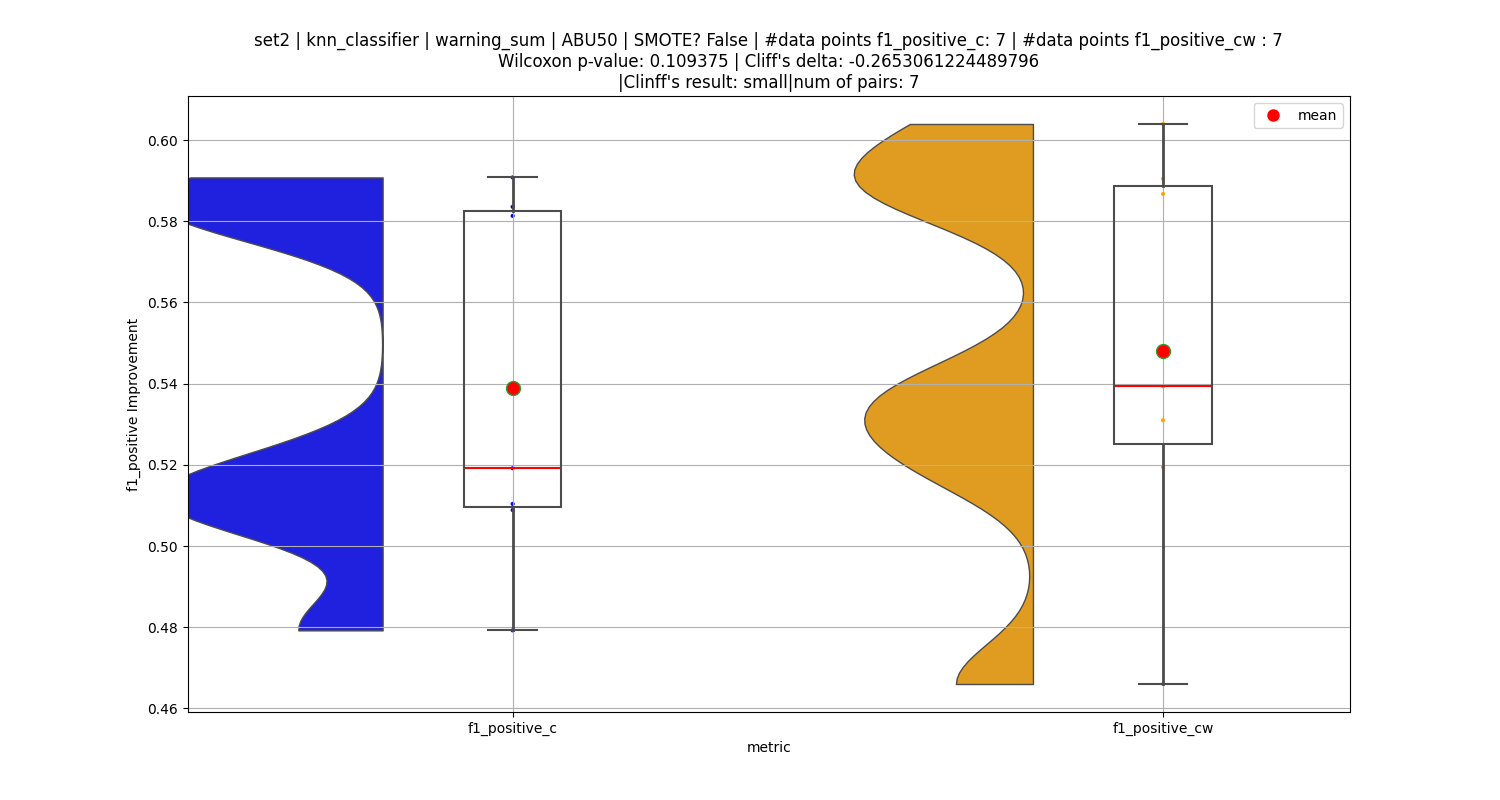 set2 | knn_classifier | warning_sum | ABU50 | SMOTE? False | #data points f1_positive_c: 7 | #data points f1_positive_cw : 7
Wilcoxon p-value: 0.109375 | Cliff's delta: -0.2653061224489796
|Clinff's result: small|num of pairs: 7
mean
0.60
0.58
0.56
0.54
0.52
0.50
0.48
0.46
f1_positive Improvement
f1_positive_c
f1_positive_cw
metric